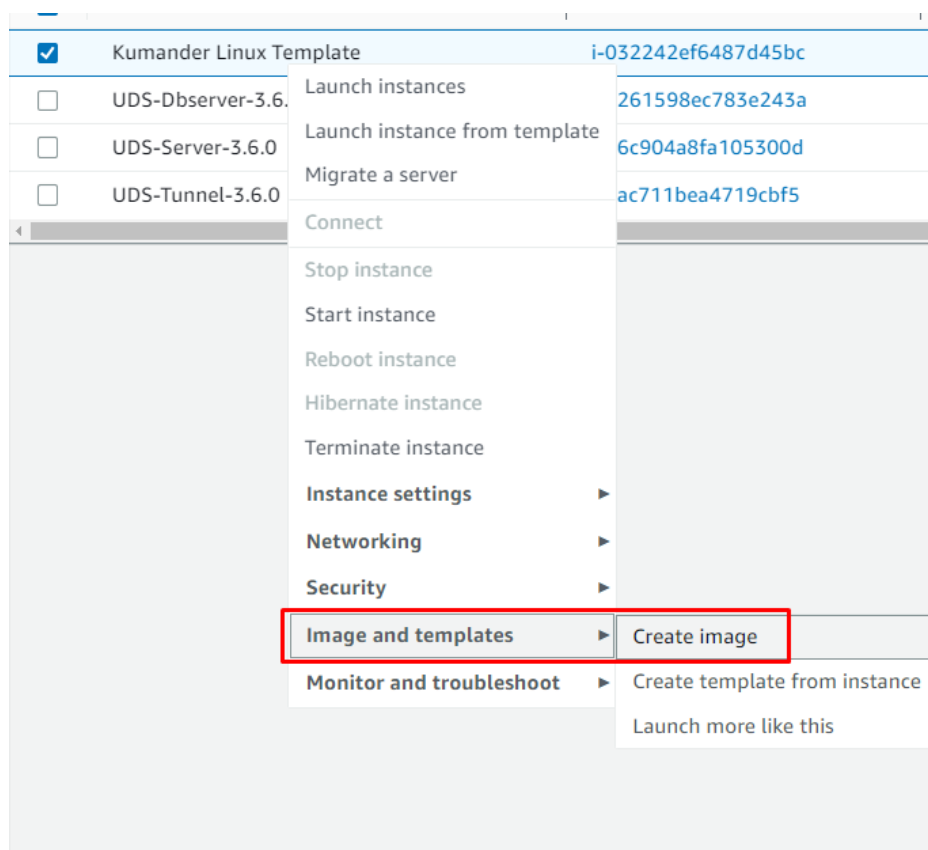 Kumander Linux Template i-032242ef6487d45bc
UDS-Dbserver-3.6. 261598ec783e243a
UDS-Server-3.6.0 6c904a8fa105300d
UDS-Tunnel-3.6.0 ac711bea4719cbf5
Launch instances
Launch instance from template
Migrate a server
Connect
Stop instance
Start instance
Reboot instance
Hibernate instance
Terminate instance
Instance settings
Networking
Security
Image and templates
Monitor and troubleshoot
Create image
Create template from instance
Launch more like this